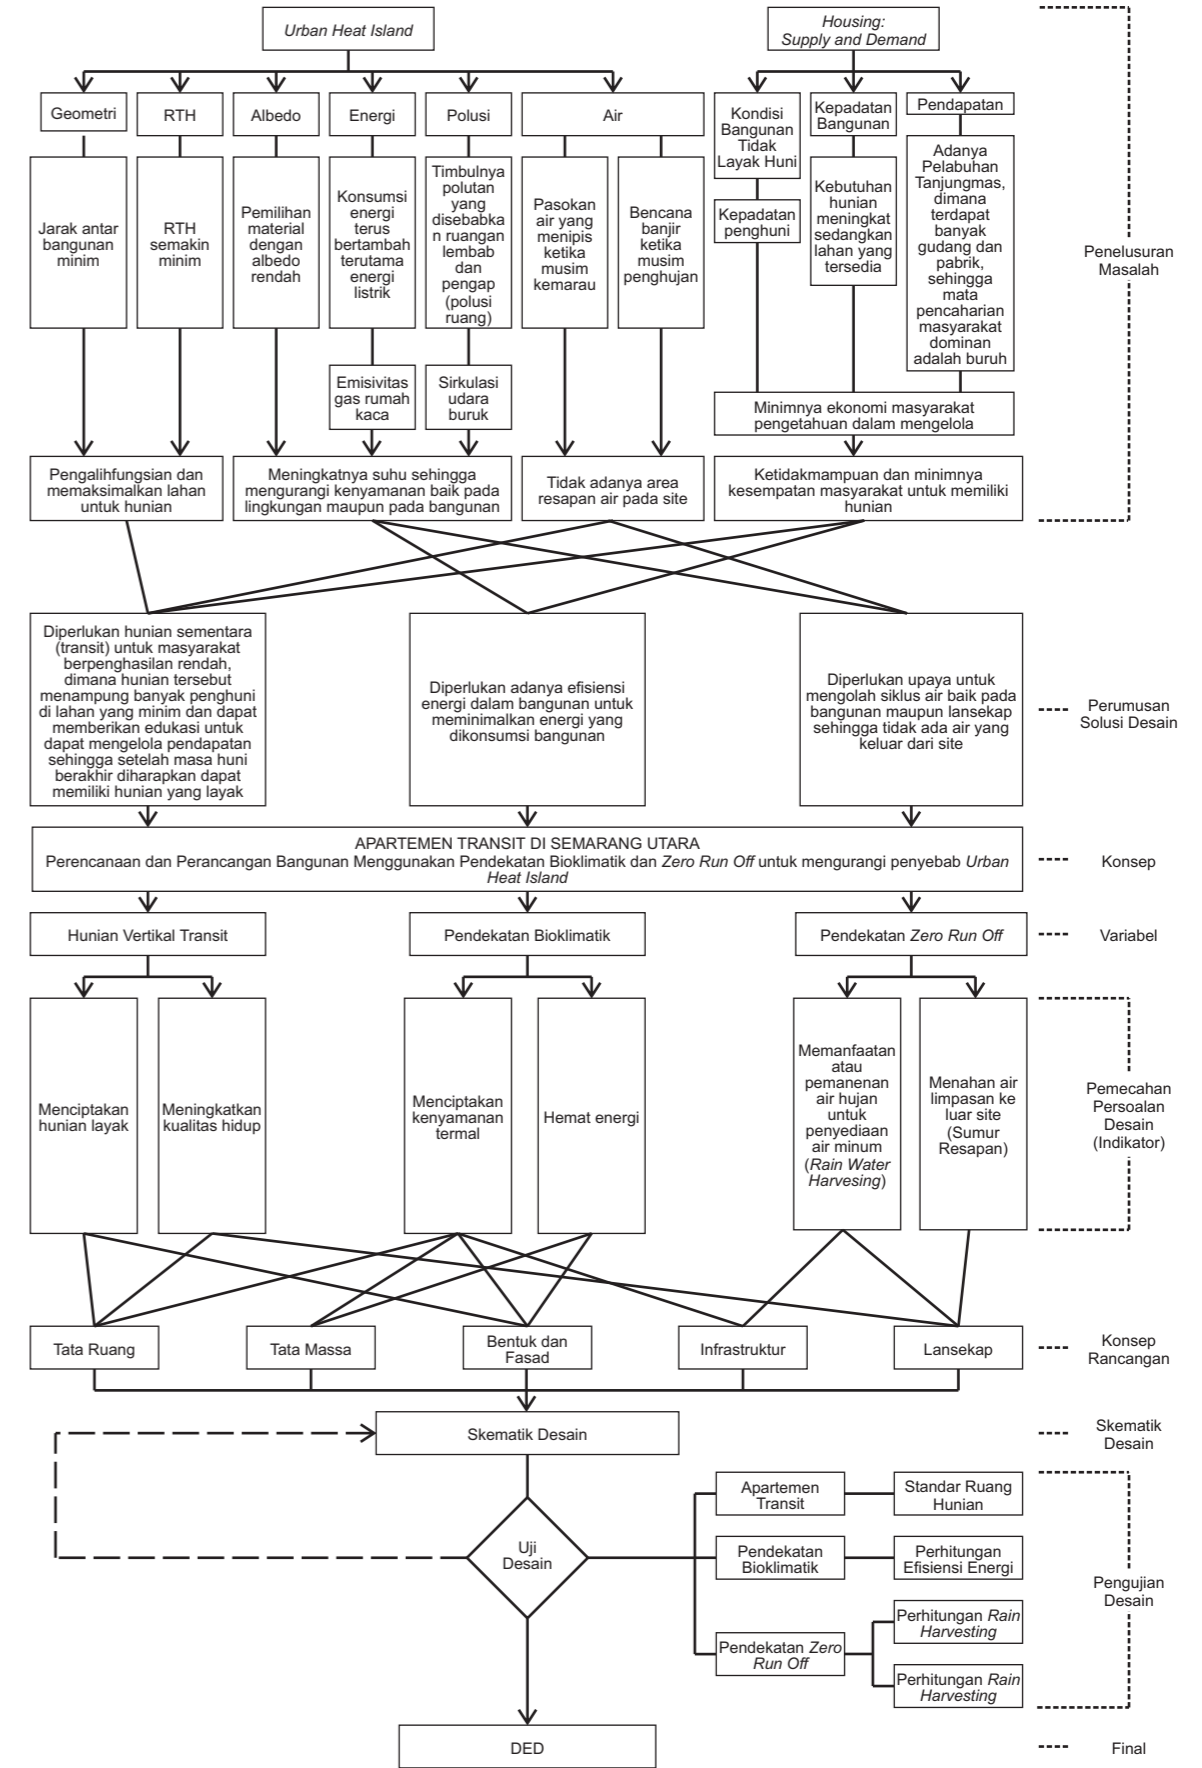 Urban Heat Island
Housing:
Supply and Demand
Geometri
RTH
Albedo
Energi
Polusi
Air
Kondisi
Bangunan
Tidak
Layak Huni
Kepadatan
Bangunan
Pendapatan
Jarak antar
bangunan
minim
RTH
semakin
minim
Pemilihan
material
dengan
albedo
rendah
Konsumsi
energi
terus
bertambah
terutama
energi
listrik
Timbulnya
polutan
yang
disebabka
n ruangan
lembab
dan
pengap
(polusi
ruang)
Pasokan
air yang
menipis
ketika
musim
kemarau
Bencana
banjir
ketika
musim
penghujan
Kepadatan
penghuni
Kebutuhan
hunian
meningkat
sedangkan
lahan yang
tersedia
Adanya
Pelabuhan
Tanjungmas,
dimana
terdapat
banyak
gudang dan
pabrik,
sehingga
mata
pencaharian
masyarakat
dominan
adalah buruh
Penelusuran
Masalah
Emisivitas
gas rumah
kaca
Sirkulasi
udara
buruk
Minimnya ekonomi masyarakat
pengetahuan dalam mengelola
Pengalihfungsian dan
memaksimalkan lahan
untuk hunian
Meningkatnya suhu sehingga
mengurangi kenyamanan baik pada
lingkungan maupun pada bangunan
Tidak adanya area
resapan air pada site
Ketidakmampuan dan minimnya
kesempatan masyarakat untuk memiliki
hunian
Diperlukan hunian sementara
(transit) untuk masyarakat
berpenghasilan rendah,
dimana hunian tersebut
menampung banyak penghuni
di lahan yang minim dan dapat
memberikan edukasi untuk
dapat mengelola pendapatan
sehingga setelah masa huni
berakhir diharapkan dapat
memiliki hunian yang layak
Diperlukan adanya efisiensi
energi dalam bangunan untuk
meminimalkan energi yang
dikonsumsi bangunan
Diperlukan upaya untuk
mengolah siklus air baik pada
bangunan maupun lansekap
sehingga tidak ada air yang
keluar dari site
Perumusan
Solusi Desain
APARTEMEN TRANSIT DI SEMARANG UTARA
Perencanaan dan Perancangan Bangunan Menggunakan Pendekatan Bioklimatik dan Zero Run Off untuk mengurangi penyebab Urban
Heat Island
Konsep
Hunian Vertikal Transit
Pendekatan Bioklimatik
Pendekatan Zero Run Off
Variabel
Menciptakan
hunian layak
Meningkatkan
kualitas hidup
Menciptakan
kenyamanan
termal
Hemat energi
Memanfaatan
atau
pemanenan
air hujan
untuk
penyediaan
air minum
(Rain Water
Harvesing)
Menahan air
limpasan ke
luar site
(Sumur
Resapan)
Pemecahan
Persoalan
Desain
(Indikator)
Tata Ruang
Tata Massa
Bentuk dan
Fasad
Infrastruktur
Lansekap
Konsep
Rancangan
Skematik Desain
Skematik
Desain
Uji
Desain
Apartemen
Transit
Standar Ruang
Hunian
Pendekatan
Bioklimatik
Perhitungan
Efisiensi Energi
Pendekatan Zero
Run Off
Perhitungan Rain
Harvesting
Perhitungan Rain
Harvesting
Pengujian
Desain
DED
Final